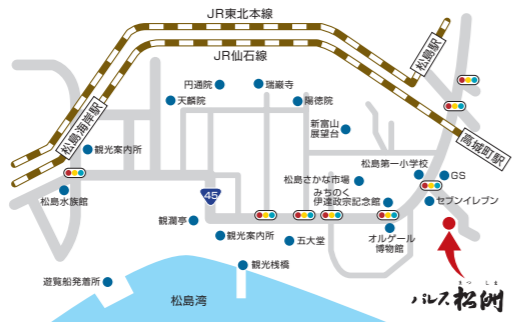 JR東北本線
JR仙石線
松島駅
円通院
瑞巌寺
天麟院
陽徳院
松島海岸駅
新富山
展望台
高城町駅
観光案内所
松島第一小学校
GS
松島さかな市場
みちのく
伊達政宗記念館
セブンイレブン
松島水族館
45
観瀾亭
観光案内所
五大堂
オルゲール
博物館
観光桟橋
遊覧船発着所
松島湾
まつしま
パレス松洲